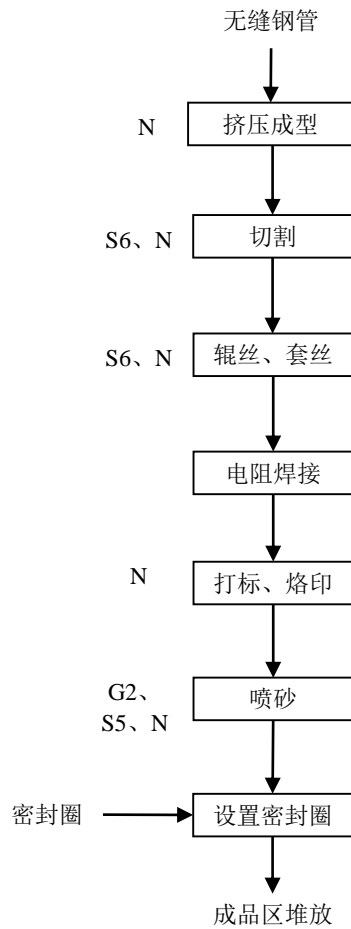 无缝钢管
N
挤压成型
S6、N
切割
S6、N
辊丝、套丝
电阻焊接
N
打标、烙印
G2、
S5、N
喷砂
密封圈
设置密封圈
成品区堆放